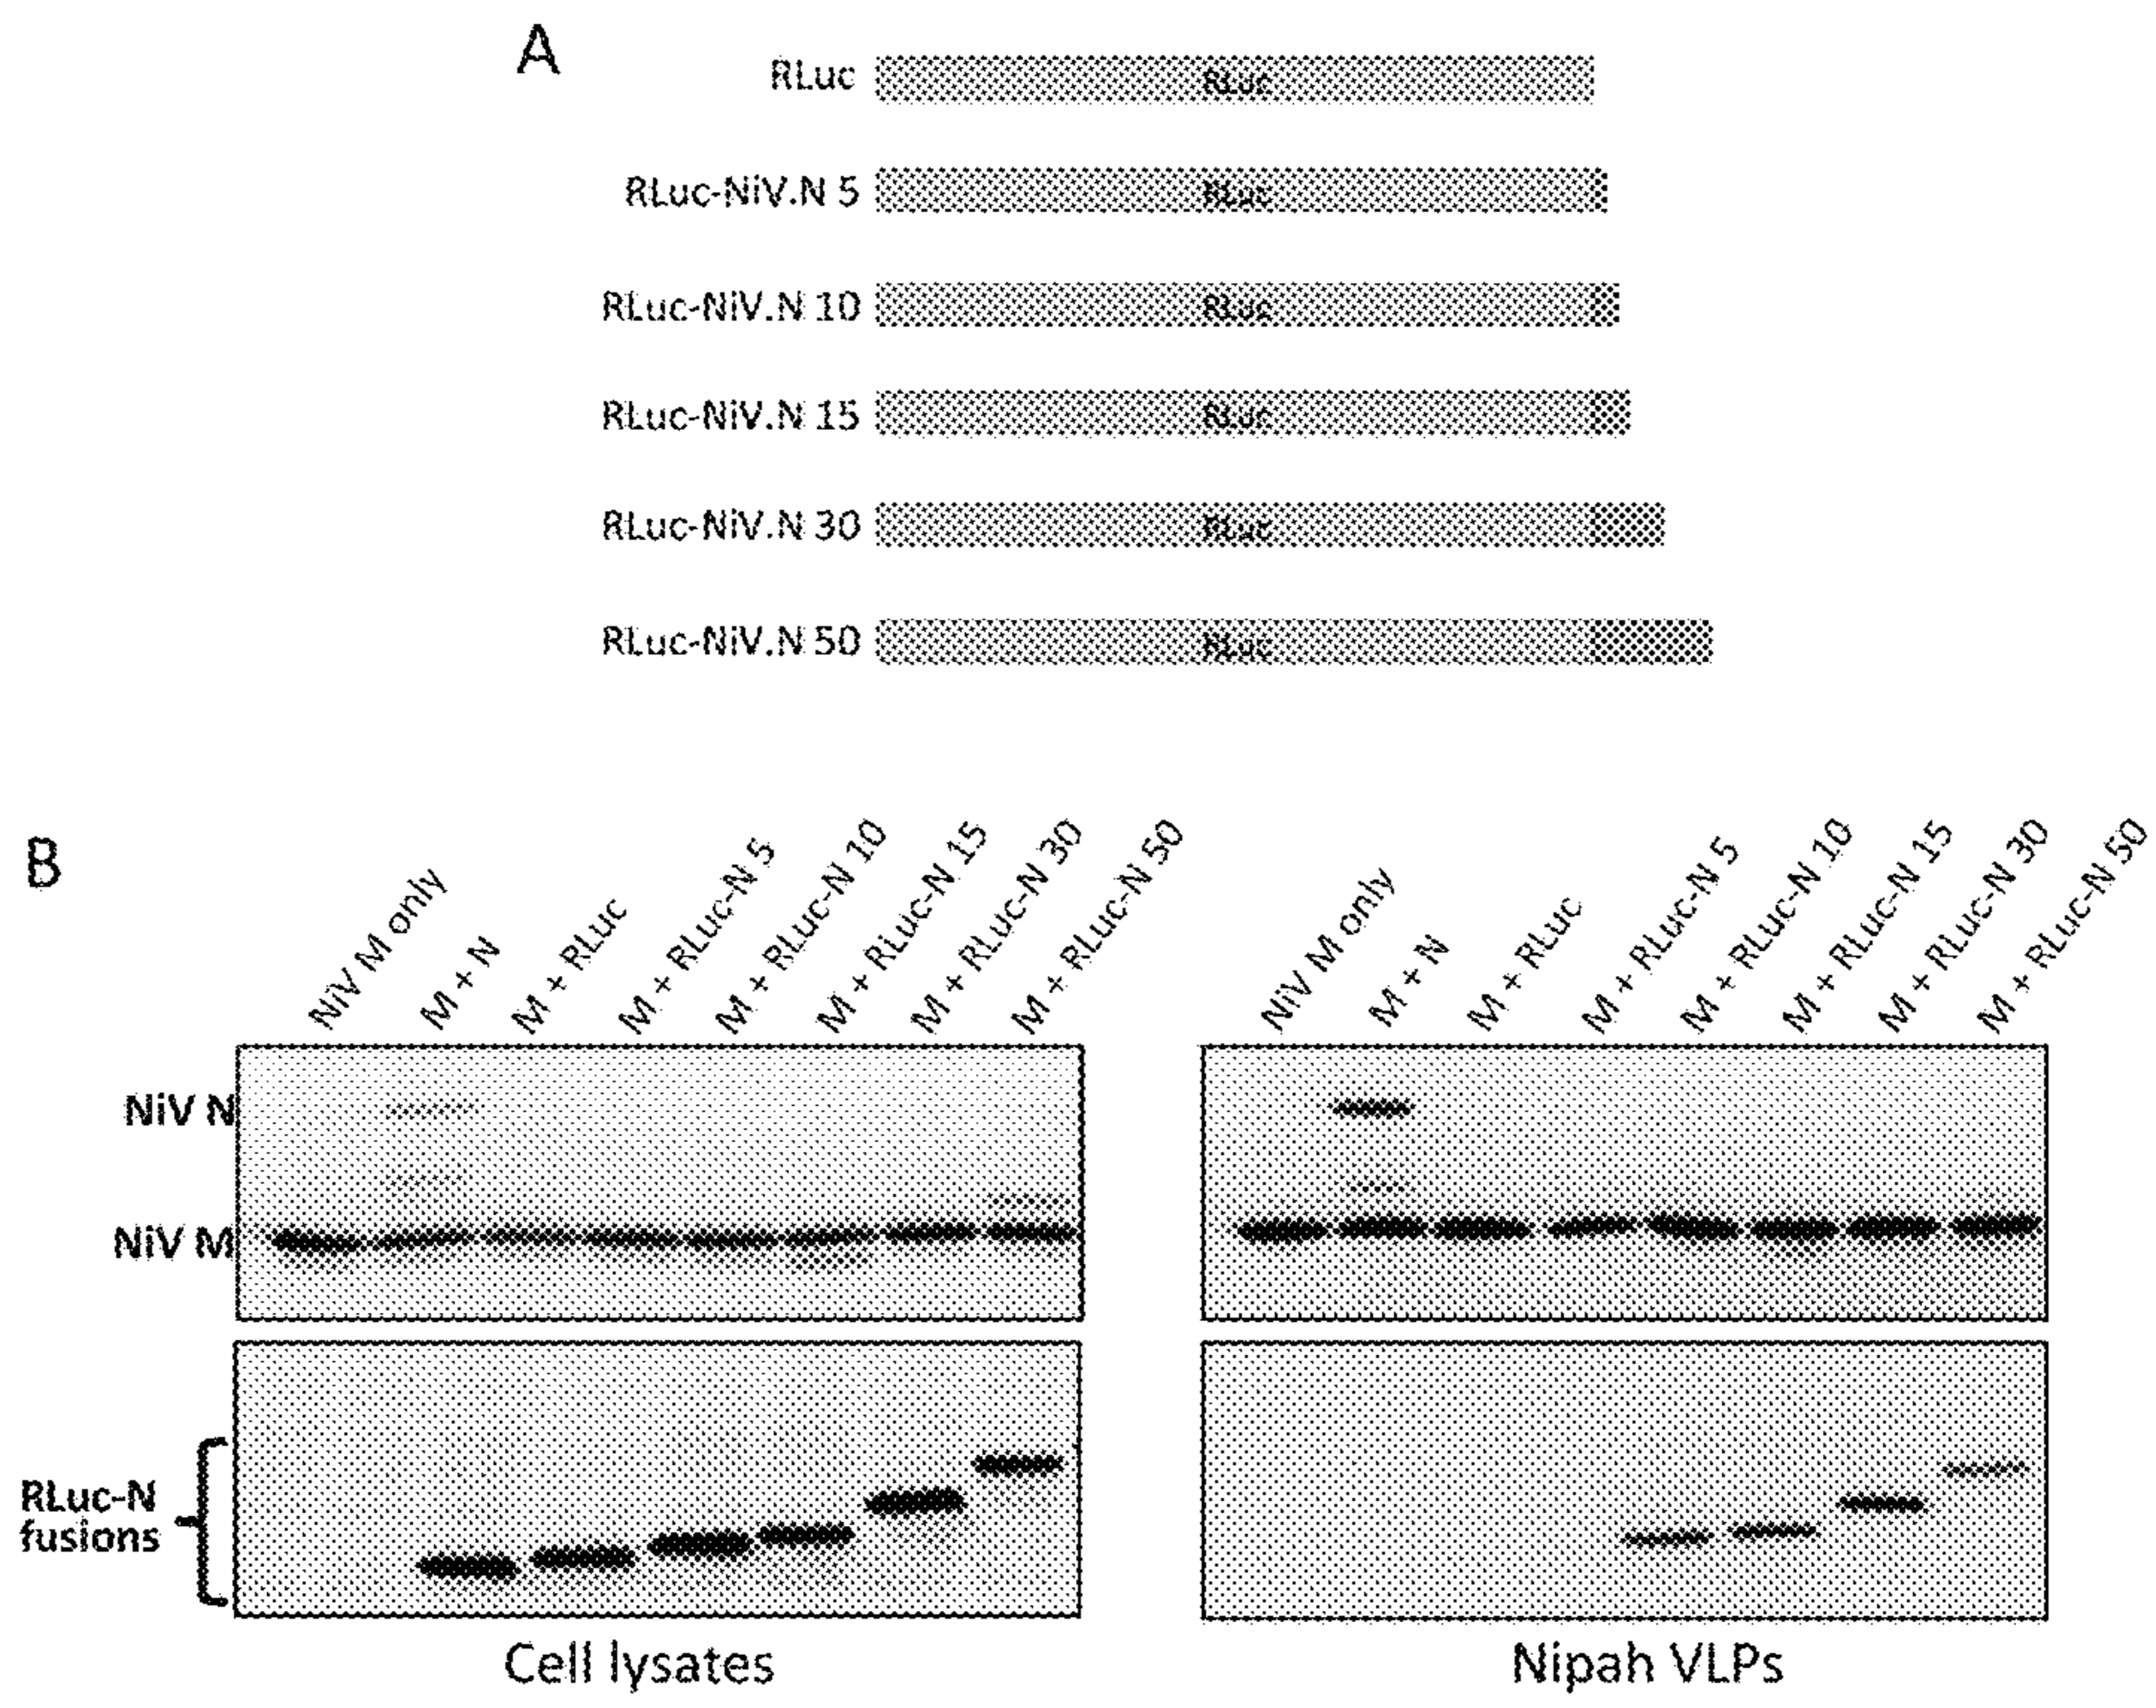 A
RLuc
RLuc
RLuc-NiV.N 5
RLuc
RLuc-NiV.N 10
RLuc
RLuc-NiV.N 15
RLuc
RLuc-NiV.N 30
RLuc
RLuc-NiV.N 50
RLuc
B
NiV M only
M + N
M + RLuc
M + RLuc-N 5
M + RLuc-N 10
M + RLuc-N 15
M + RLuc-N 30
M + RLuc-N 50
NiV M only
M + N
M + RLuc
M + RLuc-N 5
M + RLuc-N 10
M + RLuc-N 15
M + RLuc-N 30
M + RLuc-N 50
NiV N
NiV M
RLuc-N
fusions
Cell lysates
Nipah VLPs